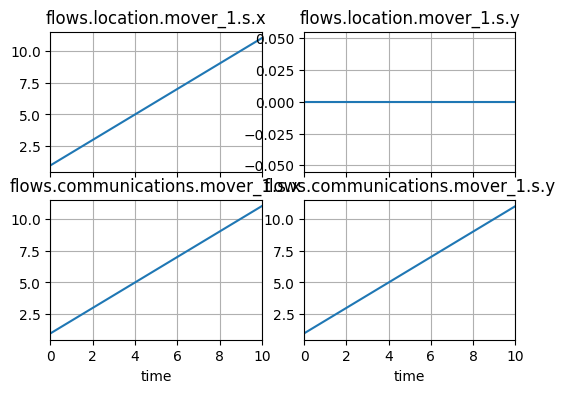 flows.location.mover_1.s.x
flows.location.mover_1.s.y
10.0
7.5
5.0
2.5
0.050
0.025
0.000
−0.025
−0.050
flows.communications.mover_1.s.x
flows.communications.mover_1.s.y
10.0
7.5
5.0
2.5
0 2 4 6 8 10
time
10.0
7.5
5.0
2.5
0 2 4 6 8 10
time